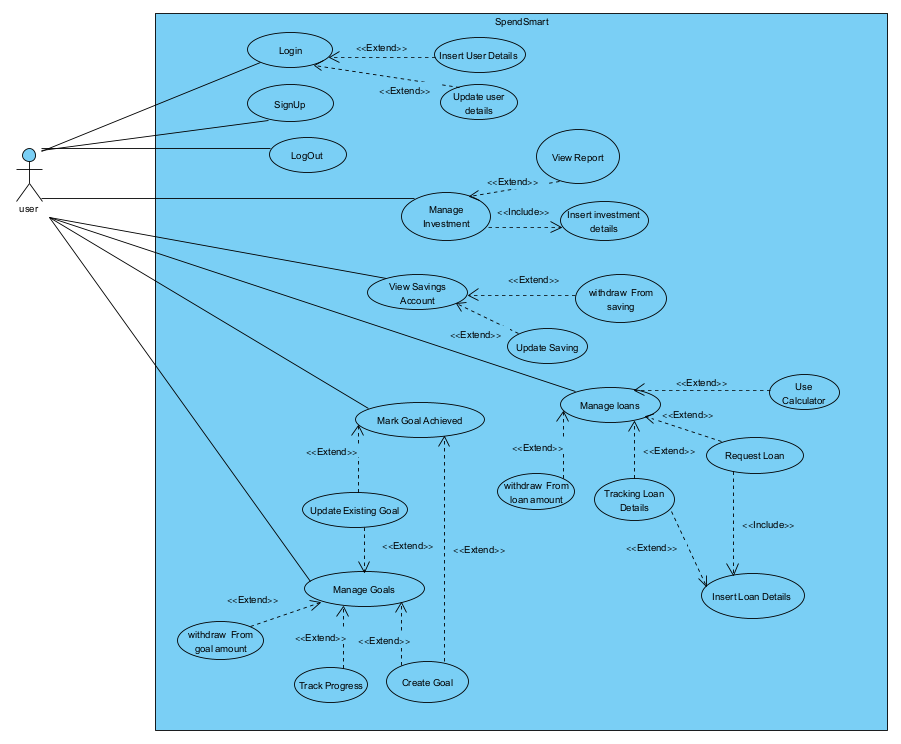 SpendSmart
Login
<<Extend>>
Insert User Details
<<Extend>>
Update user
details
SignUp
LogOut
user
View Report
<<Extend>>
Manage
Investment
<<Include>>
Insert investment
details
View Savings
Account
<<Extend>>
withdraw From
saving
<<Extend>>
Update Saving
Manage loans
<<Extend>>
Use
Calculator
<<Extend>>
Request Loan
Mark Goal Achieved
<<Extend>>
<<Extend>>
<<Extend>>
withdraw From
loan amount
Tracking Loan
Details
Update Existing Goal
<<Include>>
<<Extend>>
<<Extend>>
<<Extend>>
Insert Loan Details
Manage Goals
<<Extend>>
withdraw From
goal amount
<<Extend>>
<<Extend>>
Track Progress
Create Goal